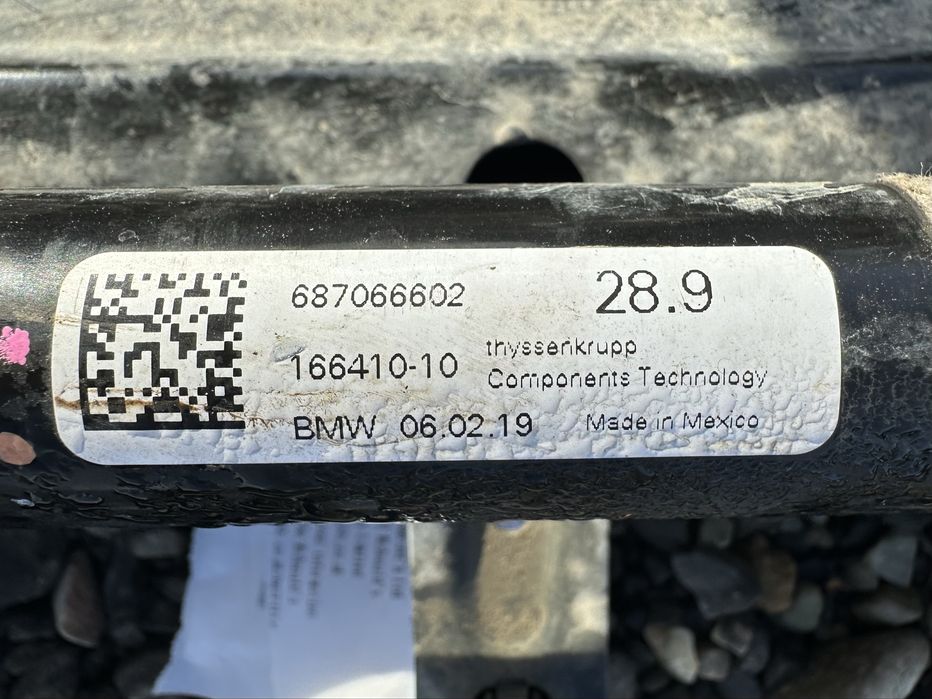 687066602
28.9
166410-10
thyssenkrupp
Components Technology
BMW 06.02.19
Made in Mexico